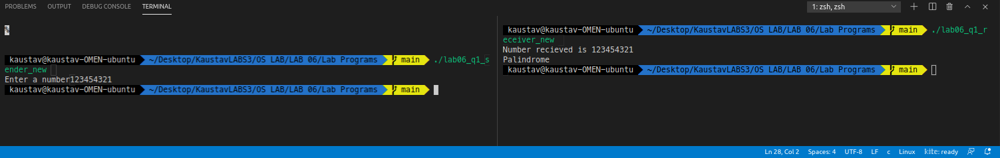 PROBLEMS OUTPUT DEBUG CONSOLE TERMINAL
1: zsh, zsh
%
kaustav@kaustav-OMEN-ubuntu ~/Desktop/KaustavLABS3/OS LAB/LAB 06/Lab Programs main ./lab06_q1_s
ender_new
Enter a number123454321
kaustav@kaustav-OMEN-ubuntu ~/Desktop/KaustavLABS3/OS LAB/LAB 06/Lab Programs main
kaustav@kaustav-OMEN-ubuntu ~/Desktop/KaustavLABS3/OS LAB/LAB 06/Lab Programs main ./lab06_q1_r
eceiver_new
Number recieved is 123454321
Palindrome
kaustav@kaustav-OMEN-ubuntu ~/Desktop/KaustavLABS3/OS LAB/LAB 06/Lab Programs main
Ln 28, Col 2 Spaces: 4 UTF-8 LF c Linux kite: ready